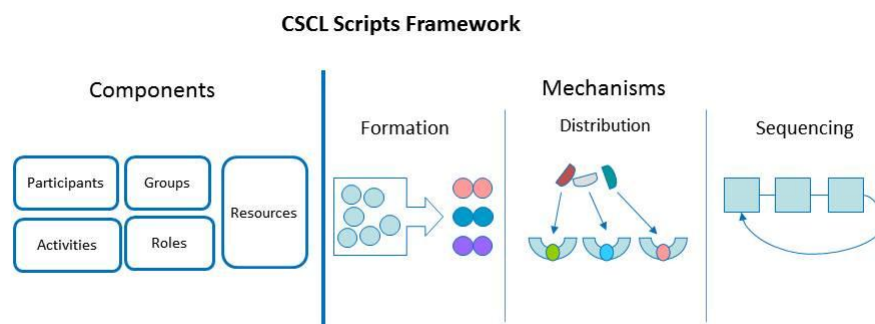 CSCL Scripts Framework
Components
Participants
Groups
Activities
Roles
Resources
Mechanisms
Formation
Distribution
Sequencing